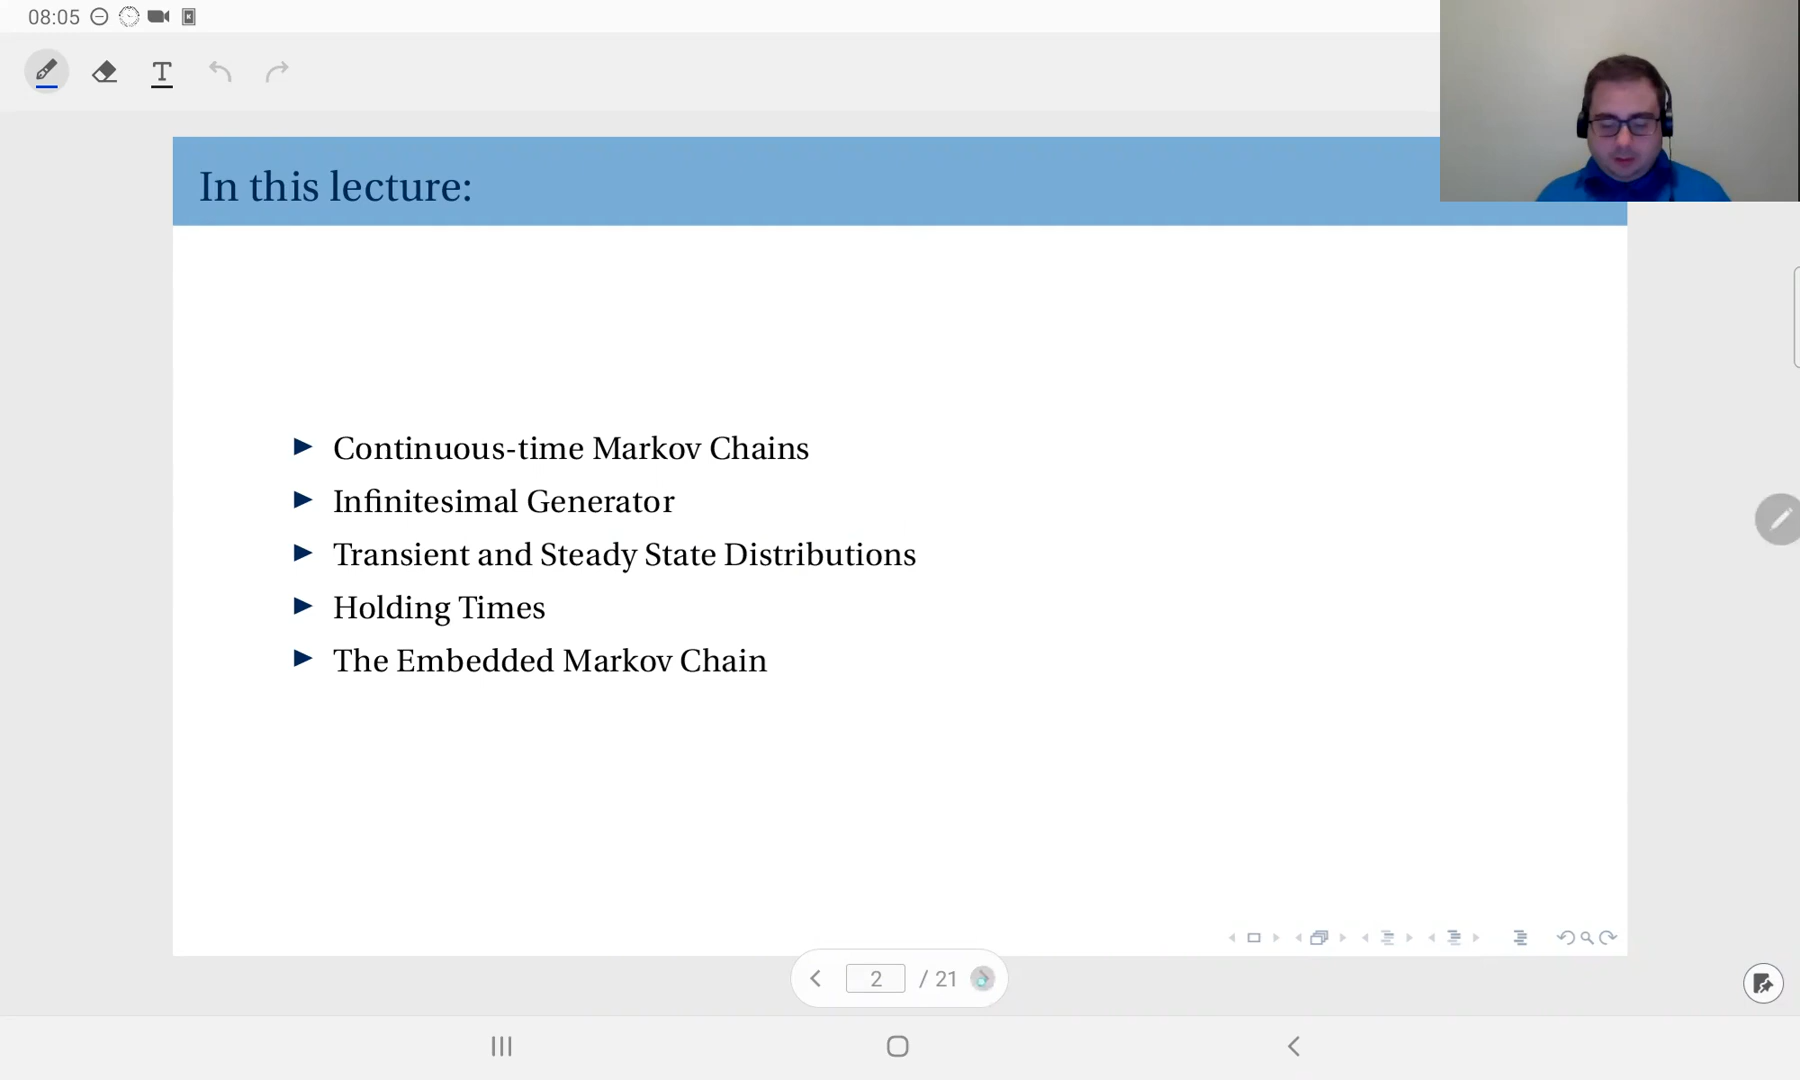 08:05
T
In this lecture:
Continuous-time Markov Chains
Infinitesimal Generator
Transient and Steady State Distributions
Holding Times
The Embedded Markov Chain
2 / 21